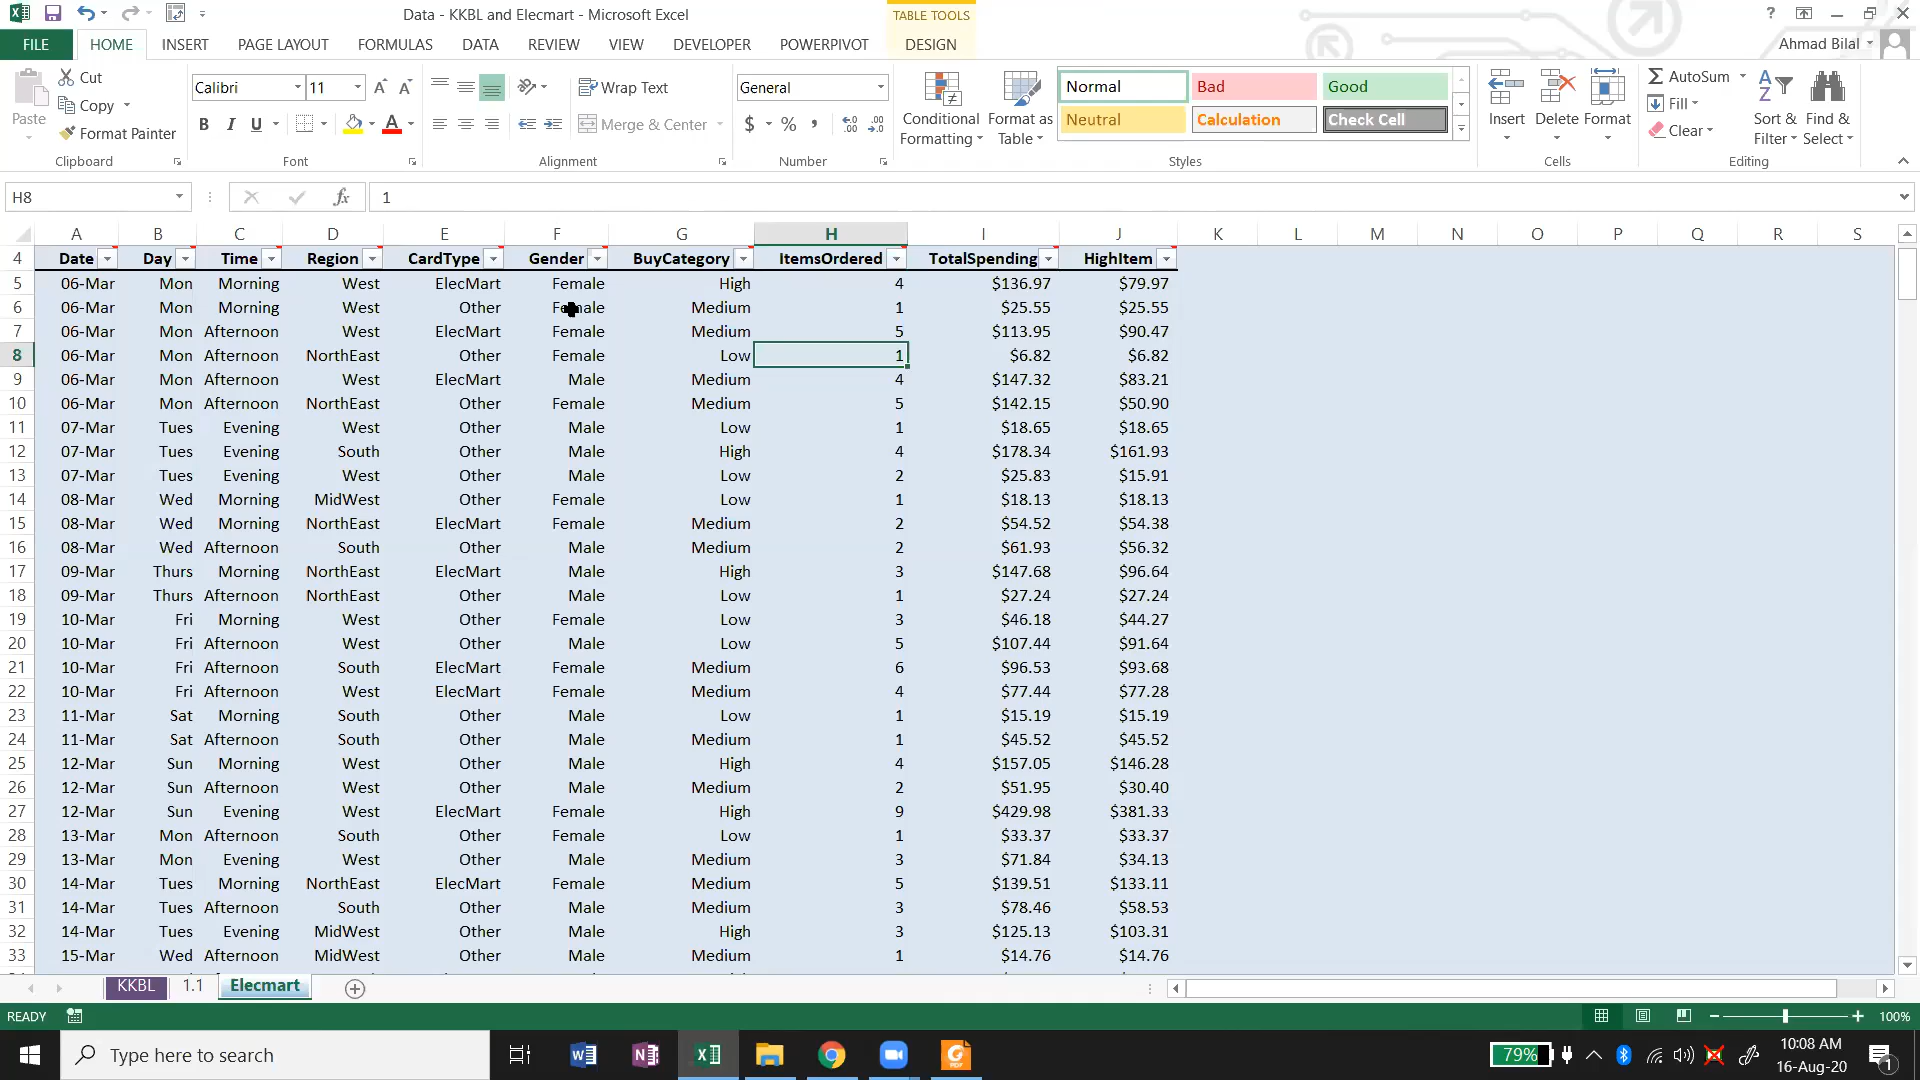 Data - KKBL and Elecmart - Microsoft Excel
TABLE TOOLS
?
FILE HOME INSERT PAGE LAYOUT FORMULAS DATA REVIEW VIEW DEVELOPER POWERPIVOT DESIGN
Ahmad Bilal
Paste
Cut
Copy
Format Painter
Clipboard
Calibri 11
B I U
Font
Wrap Text
Merge & Center
Alignment
General
$ % ,
Number
Conditional Formatting
Format as Table
Normal Bad Good
Neutral Calculation Check Cell
Styles
Insert Delete Format
Cells
AutoSum
Fill
Clear
Sort & Filter
Find & Select
Editing
H8 fx 1
A B C D E F G H I J K L M N O P Q R S
4 Date Day Time Region CardType Gender BuyCategory ItemsOrdered TotalSpending HighItem
5 06-Mar Mon Morning West ElecMart Female High 4 $136.97 $79.97
6 06-Mar Mon Morning West Other Female Medium 1 $25.55 $25.55
7 06-Mar Mon Afternoon West ElecMart Female Medium 5 $113.95 $90.47
8 06-Mar Mon Afternoon NorthEast Other Female Low 1 $6.82 $6.82
9 06-Mar Mon Afternoon West ElecMart Male Medium 4 $147.32 $83.21
10 06-Mar Mon Afternoon NorthEast Other Female Medium 5 $142.15 $50.90
11 07-Mar Tues Evening West Other Male Low 1 $18.65 $18.65
12 07-Mar Tues Evening South Other Male High 4 $178.34 $161.93
13 07-Mar Tues Evening West Other Male Low 2 $25.83 $15.91
14 08-Mar Wed Morning MidWest Other Female Low 1 $18.13 $18.13
15 08-Mar Wed Morning NorthEast ElecMart Female Medium 2 $54.52 $54.38
16 08-Mar Wed Afternoon South Other Male Medium 2 $61.93 $56.32
17 09-Mar Thurs Morning NorthEast ElecMart Male High 3 $147.68 $96.64
18 09-Mar Thurs Afternoon NorthEast Other Male Low 1 $27.24 $27.24
19 10-Mar Fri Morning West Other Female Low 3 $46.18 $44.27
20 10-Mar Fri Afternoon West Other Male Low 5 $107.44 $91.64
21 10-Mar Fri Afternoon South ElecMart Female Medium 6 $96.53 $93.68
22 10-Mar Fri Afternoon West ElecMart Female Medium 4 $77.44 $77.28
23 11-Mar Sat Morning South Other Male Low 1 $15.19 $15.19
24 11-Mar Sat Afternoon South Other Male Medium 1 $45.52 $45.52
25 12-Mar Sun Morning West Other Male High 4 $157.05 $146.28
26 12-Mar Sun Afternoon West Other Male Medium 2 $51.95 $30.40
27 12-Mar Sun Evening West ElecMart Female High 9 $429.98 $381.33
28 13-Mar Mon Afternoon South Other Female Low 1 $33.37 $33.37
29 13-Mar Mon Evening West Other Male Medium 3 $71.84 $34.13
30 14-Mar Tues Morning NorthEast ElecMart Female Medium 5 $139.51 $133.11
31 14-Mar Tues Afternoon South Other Male Medium 3 $78.46 $58.53
32 14-Mar Tues Evening MidWest Other Male High 3 $125.13 $103.31
33 15-Mar Wed Afternoon MidWest Other Male Medium 1 $14.76 $14.76
KKBL 1.1 Elecmart
READY 100%
Type here to search
79%
10:08 AM
16-Aug-20
1